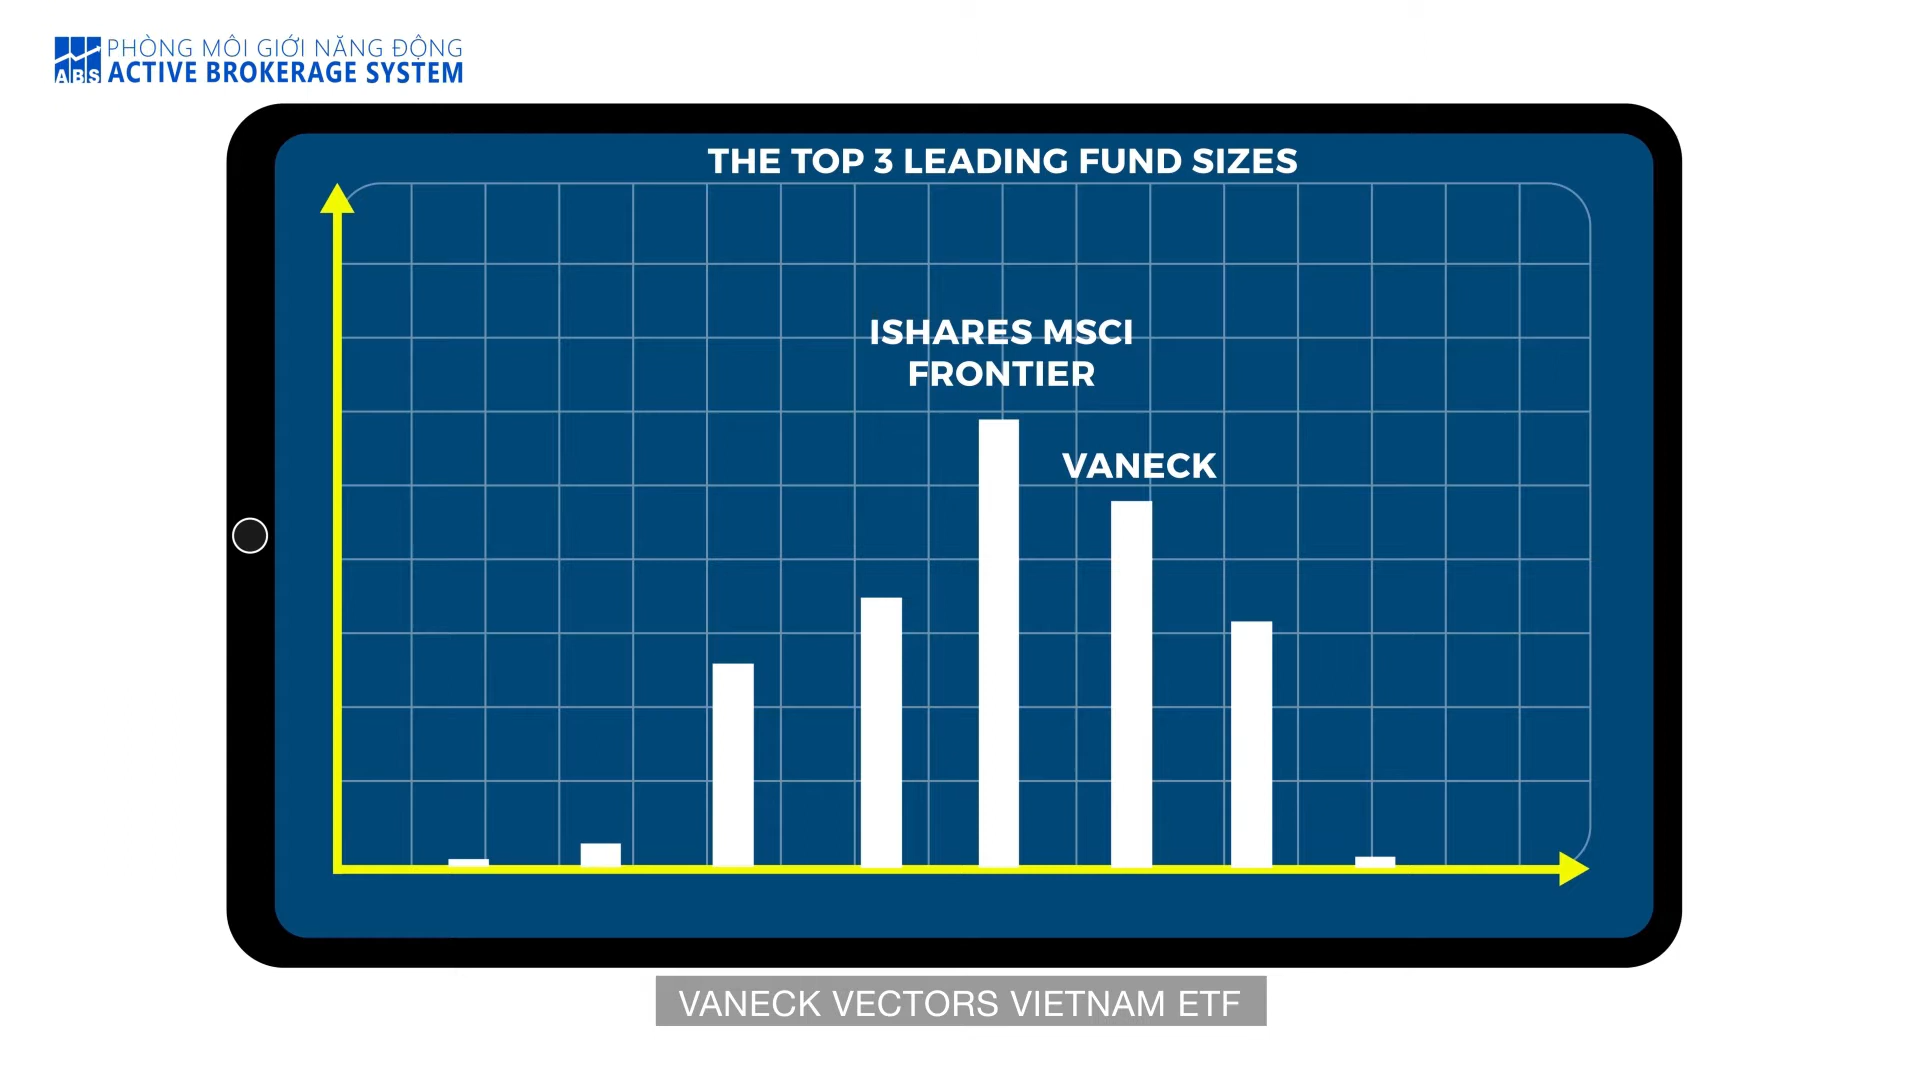 PHÒNG MÔI GIỚI NĂNG ĐỘNG
ABS
ACTIVE BROKERAGE SYSTEM
THE TOP 3 LEADING FUND SIZES
ISHARES MSCI
FRONTIER
VANECK
VANECK VECTORS VIETNAM ETF